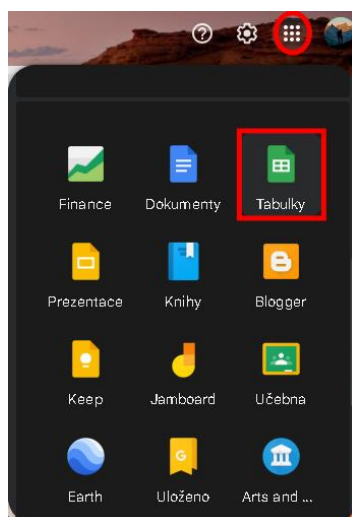 Finance Dokumenty Tabulky
Prezentace Knihy Blogger
Keep Jamboard Učebna
Earth Uloženo Arts and ...